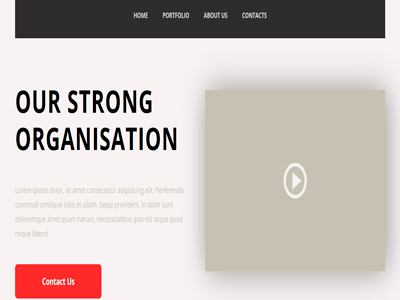 HOME PORTFOLIO ABOUT US CONTACTS
OUR STRONG
ORGANISATION
Lorem ipsum dolor, sit amet consectetur adipisicing elit. Perferendis
commodi similique odio et ullam. Sequi provident, in dolor sunt
doloremque amet quam harum, necessitatibus ipsa est atque quod
neque libero!
Contact Us